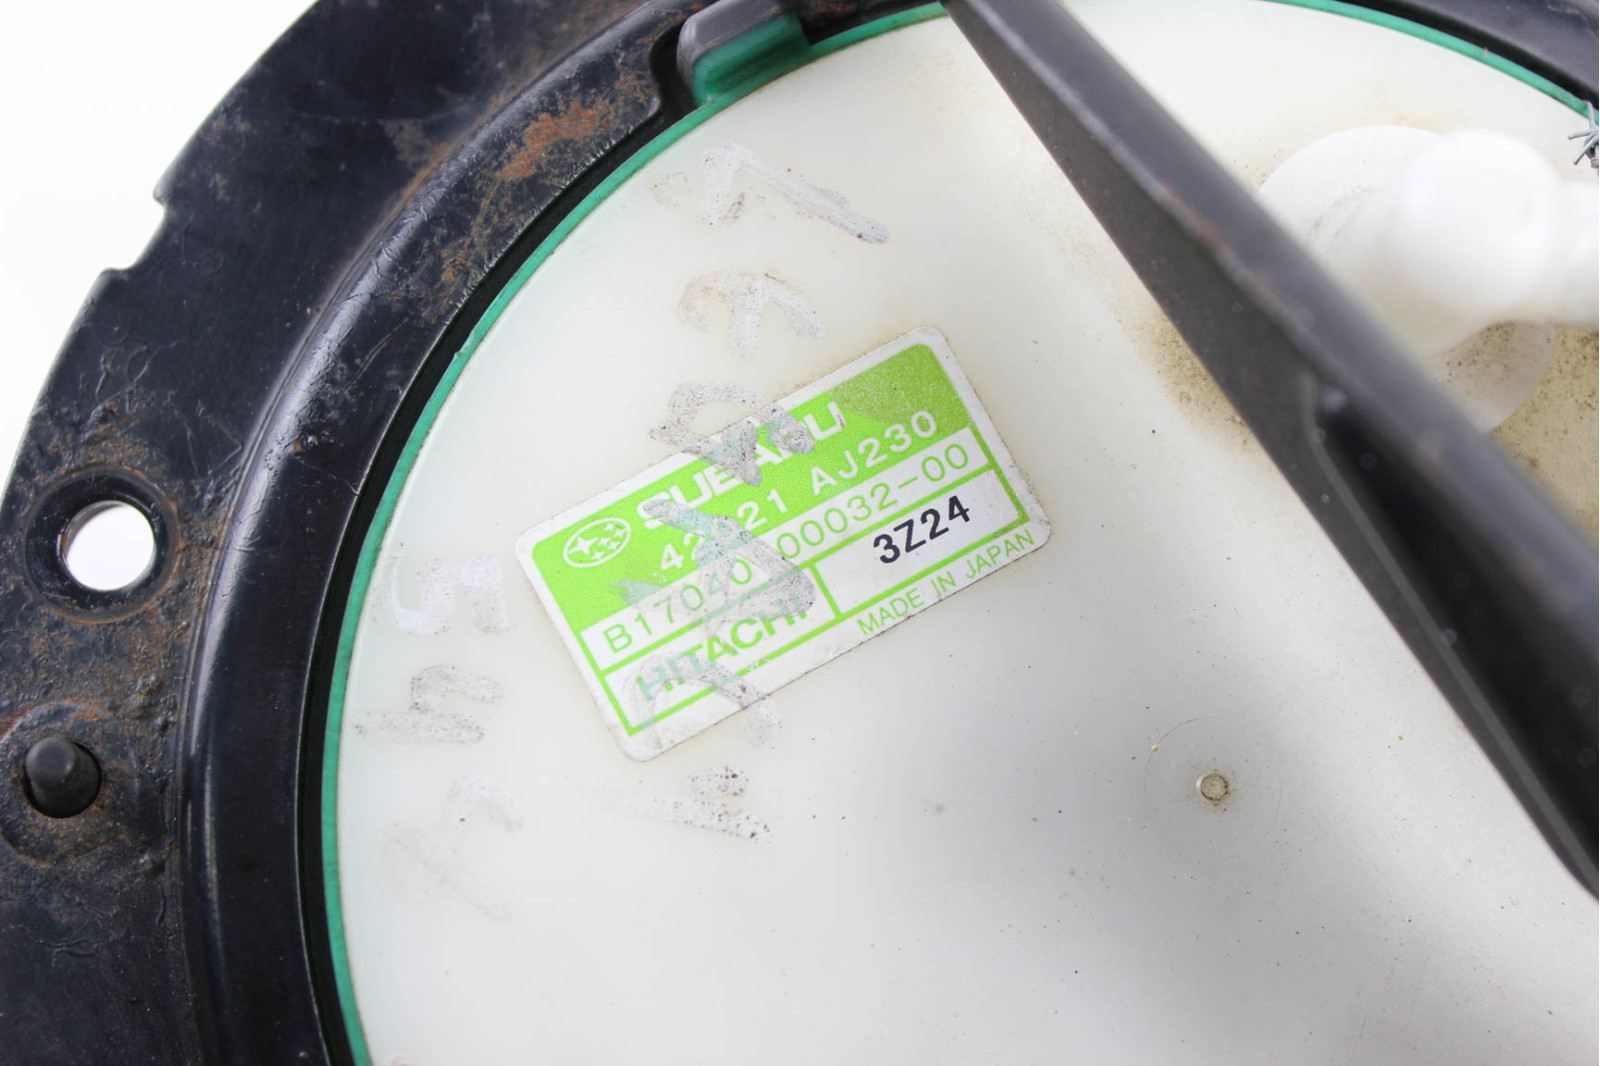 SUBARU
42021 AJ230
B17040 00032-00
HITACHI
3Z24
MADE IN JAPAN